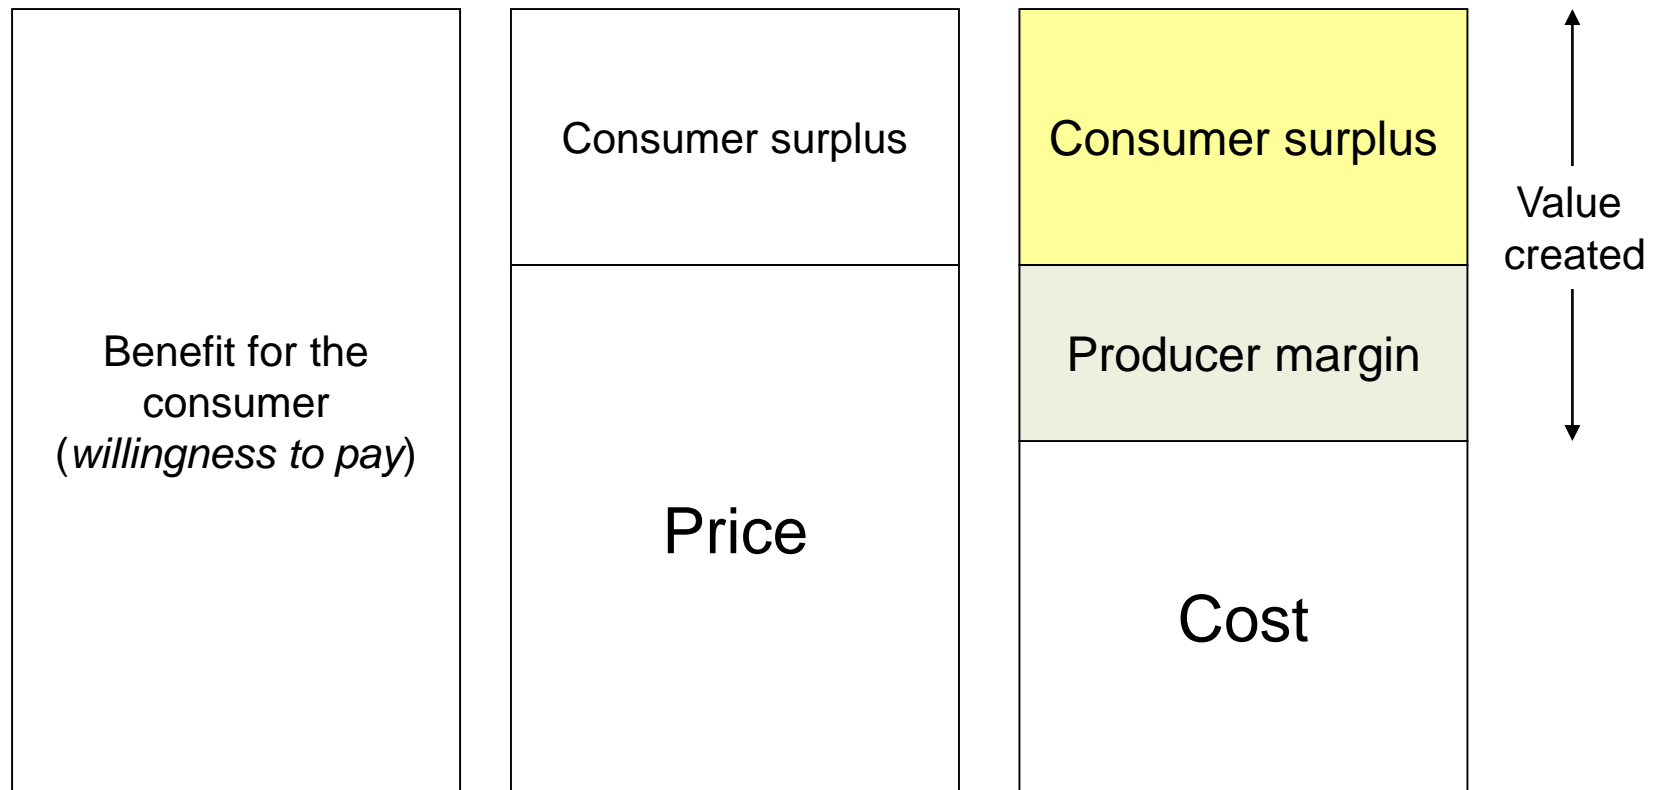 Benefit for the
consumer
(willingness to pay)
Consumer surplus
Price
Consumer surplus
Producer margin
Cost
Value
created